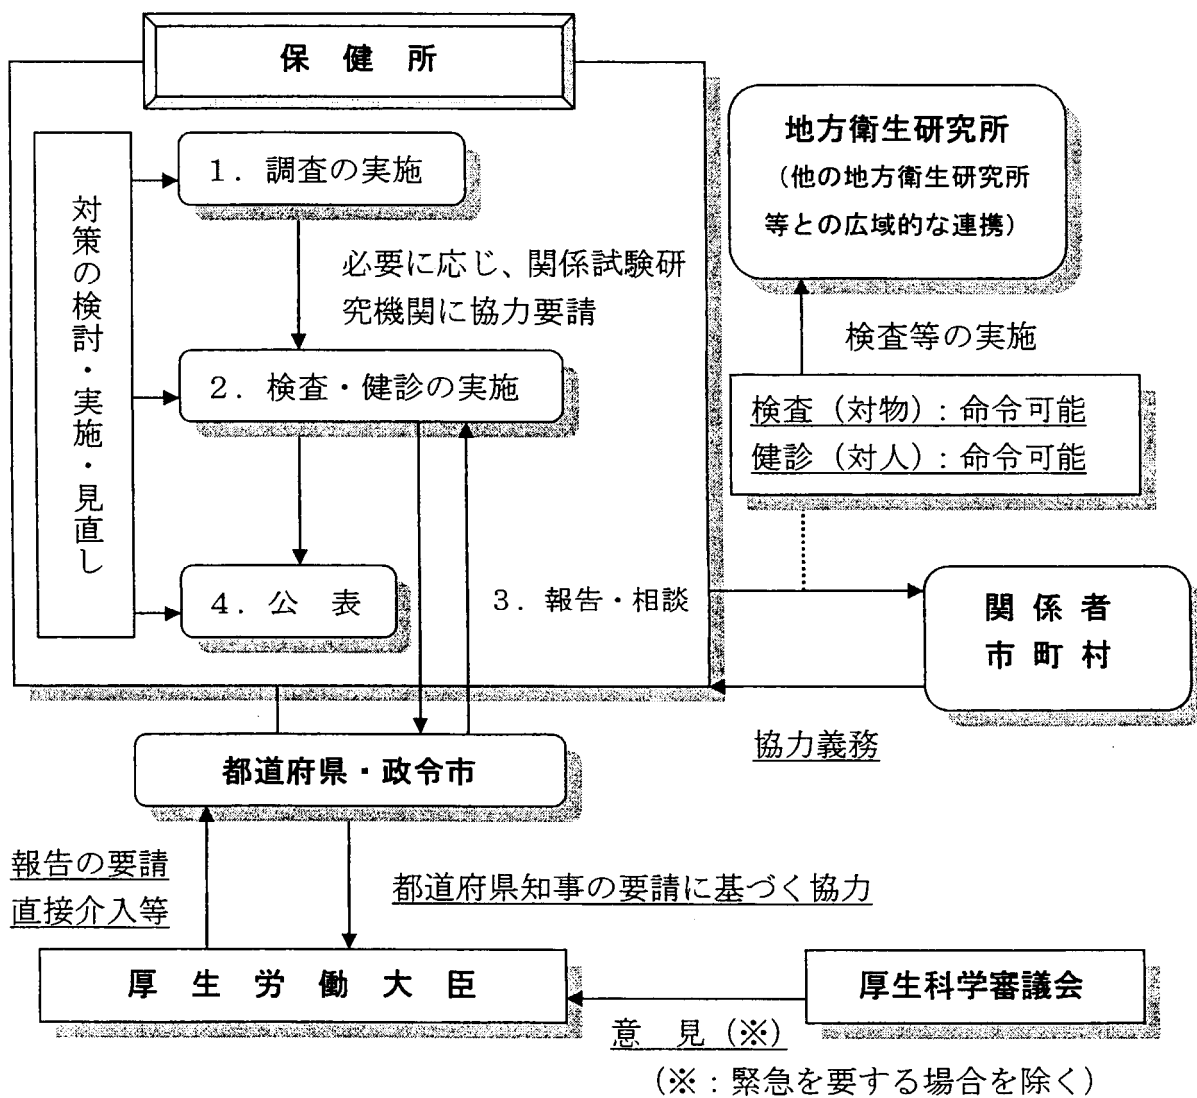 保健所
1．調査の実施
対策の検討・実施・見直し
必要に応じ、関係試験研
究機関に協力要請
2．検査・健診の実施
4．公　表
3．報告・相談
地方衛生研究所
（他の地方衛生研究所
等との広域的な連携）
検査等の実施
検査（対物）：命令可能
健診（対人）：命令可能
関係者
市町村
協力義務
都道府県・政令市
報告の要請
直接介入等
都道府県知事の要請に基づく協力
厚生労働大臣
厚生科学審議会
意　見（※）
（※：緊急を要する場合を除く）